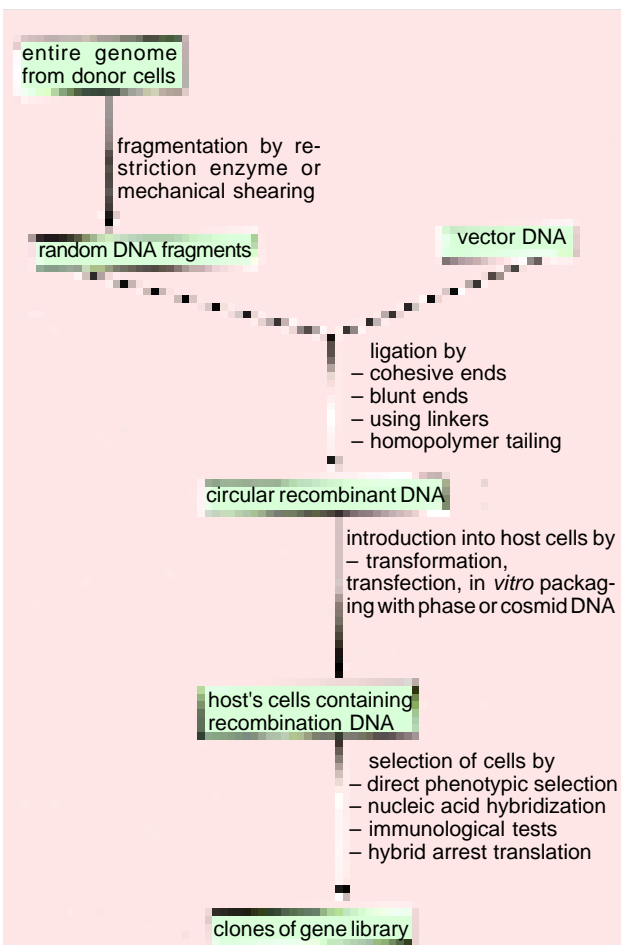 entire genome
from donor cells
fragmentation by re-
striction enzyme or
mechanical shearing
random DNA fragments
vector DNA
ligation by
– cohesive ends
– blunt ends
– using linkers
– homopolymer tailing
circular recombinant DNA
introduction into host cells by
– transformation,
transfection, in vitro packag-
ing with phase or cosmid DNA
host's cells containing
recombination DNA
selection of cells by
– direct phenotypic selection
– nucleic acid hybridization
– immunological tests
– hybrid arrest translation
clones of gene library